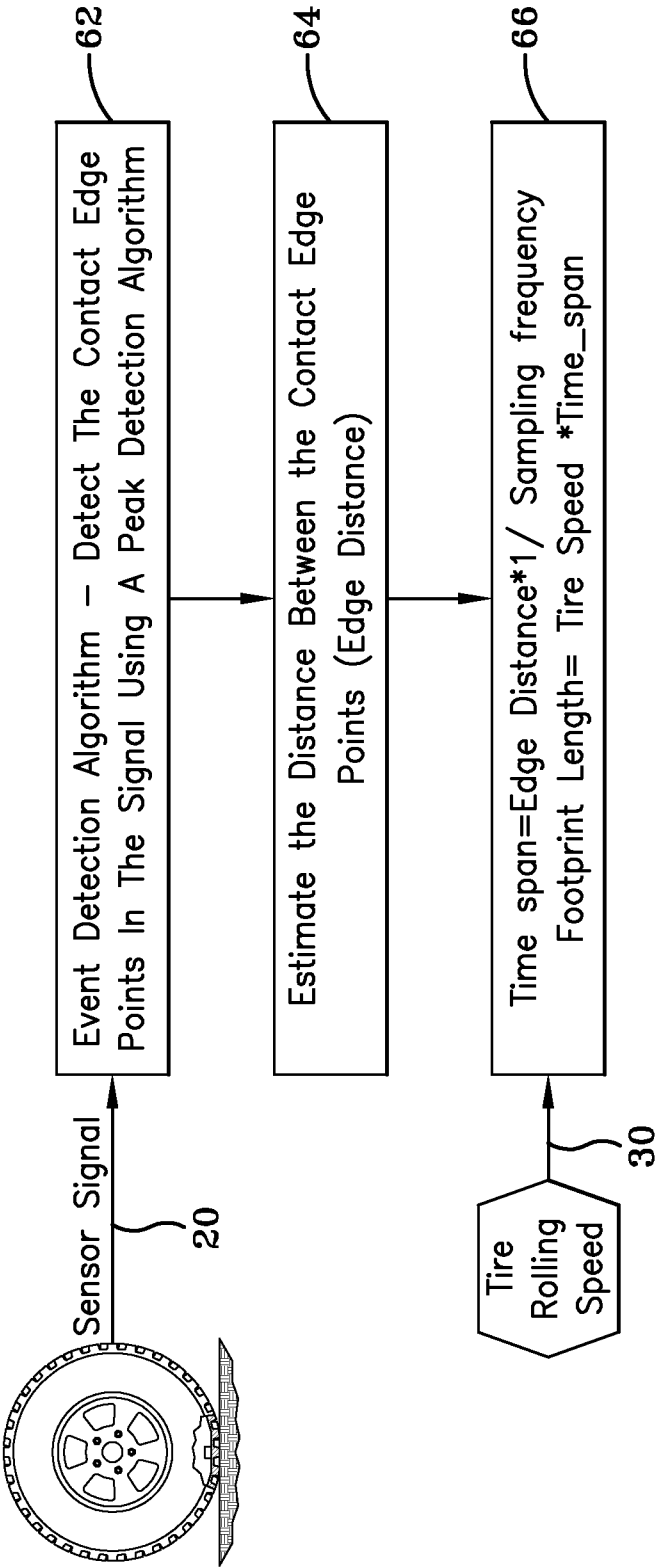 Sensor Signal
20
Event Detection Algorithm – Detect The Contact Edge
Points In The Signal Using A Peak Detection Algorithm
62
Estimate the Distance Between the Contact Edge
Points (Edge Distance)
64
Tire
Rolling
Speed
30
Time span=Edge Distance*1/ Sampling frequency
Footprint Length= Tire Speed *Time_span
66